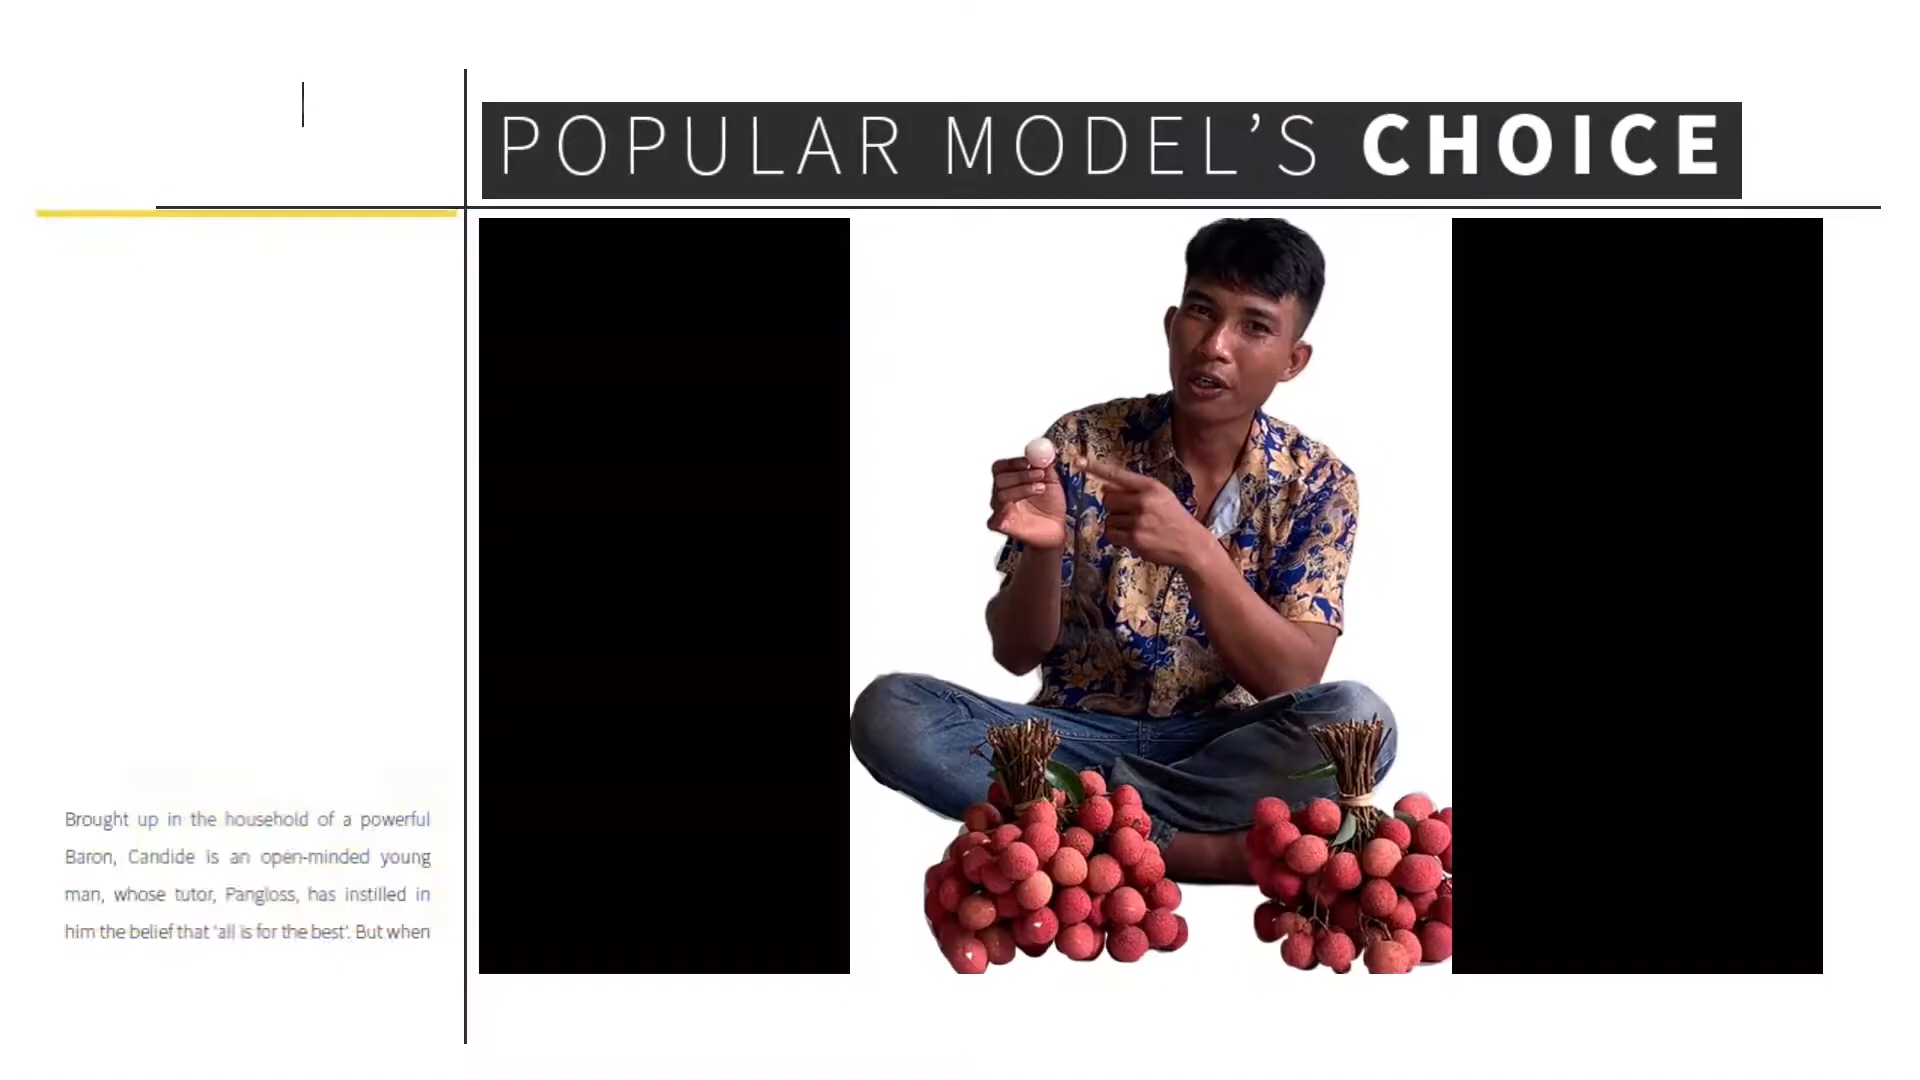 POPULAR MODEL’S CHOICE
Brought up in the household of a powerful
Baron, Candide is an open-minded young
man, whose tutor, Pangloss, has instilled in
him the belief that ‘all is for the best’. But when